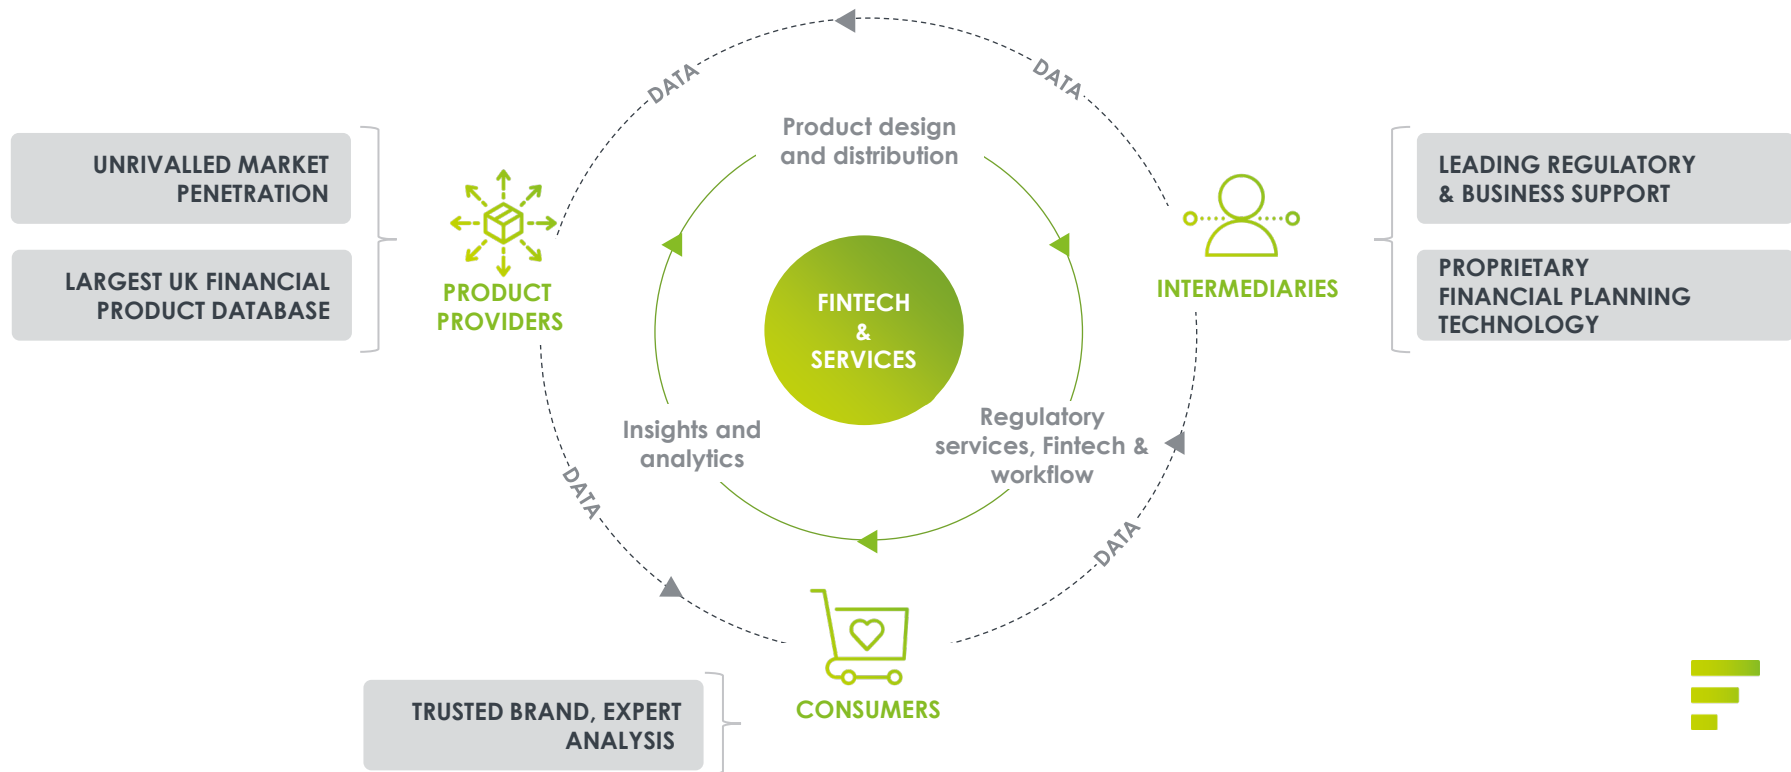 DATA
DATA
Product design
and distribution
UNRIVALLED MARKET
PENETRATION
LARGEST UK FINANCIAL
PRODUCT DATABASE
PRODUCT
PROVIDERS
FINTECH
&
SERVICES
INTERMEDIARIES
LEADING REGULATORY
& BUSINESS SUPPORT
PROPRIETARY
FINANCIAL PLANNING
TECHNOLOGY
Insights and
analytics
Regulatory
services, Fintech &
workflow
DATA
DATA
CONSUMERS
TRUSTED BRAND, EXPERT
ANALYSIS